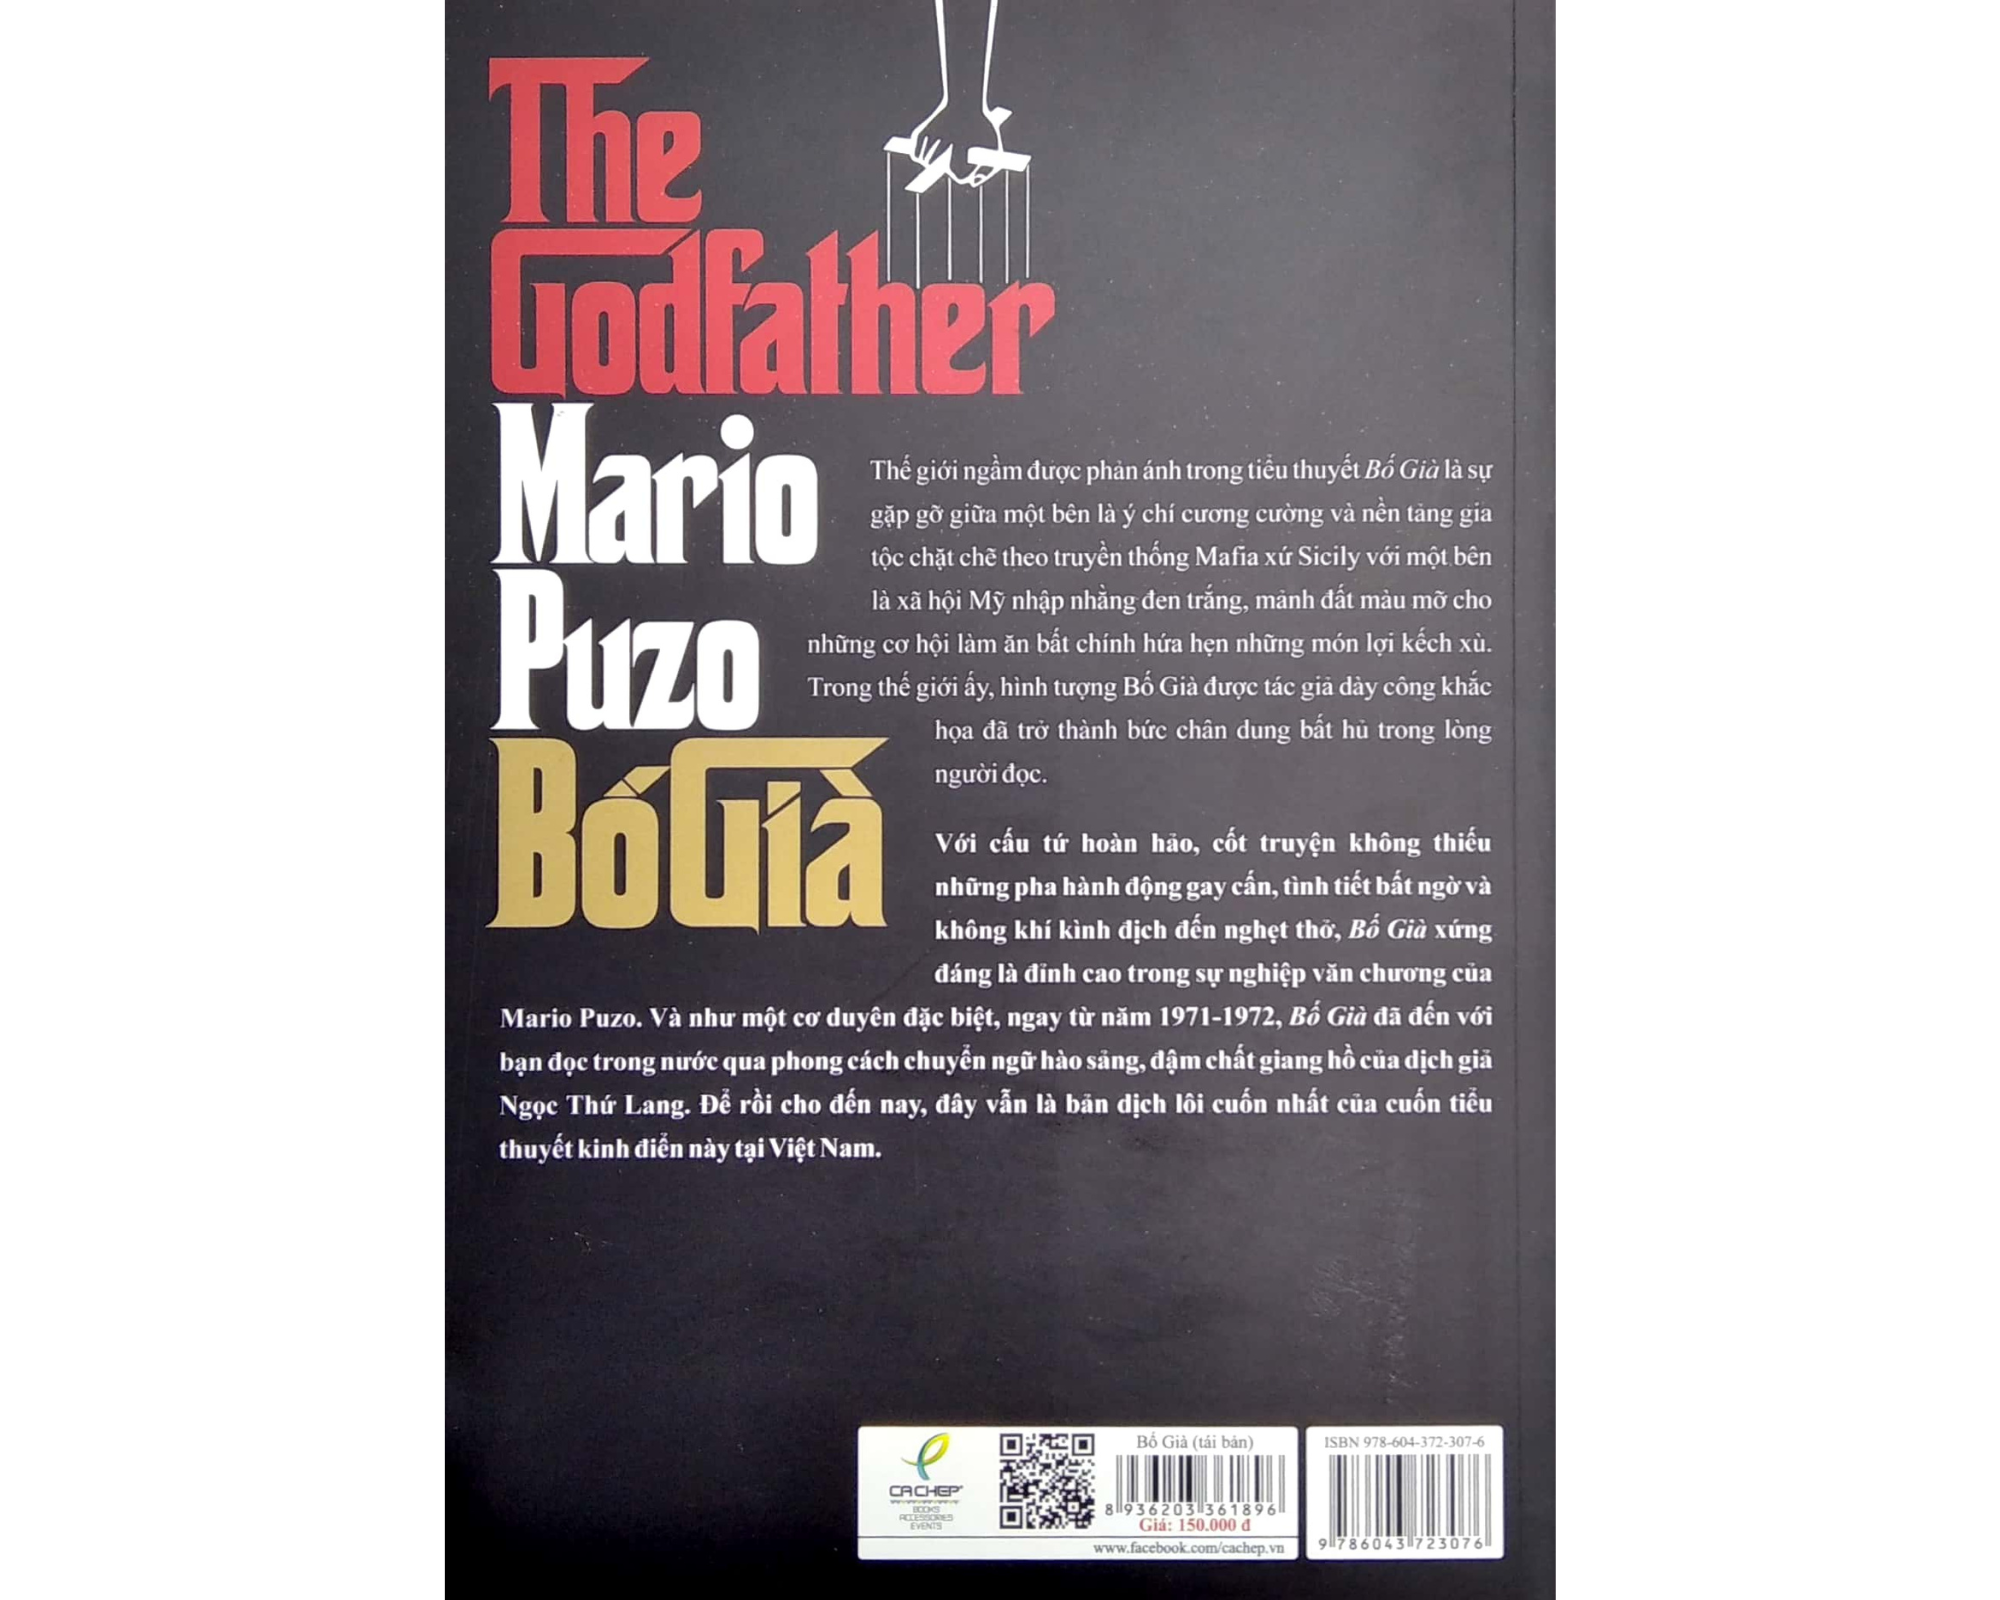 The
Godfather
Mario
Puzo
Bố Già
Thế giới ngầm được phản ánh trong tiểu thuyết Bố Già là sự
gặp gỡ giữa một bên là ý chí cương cường và nền tảng gia
tộc chặt chẽ theo truyền thống Mafia xứ Sicily với một bên
là xã hội Mỹ nhập nhằng đen trắng, mảnh đất màu mỡ cho
những cơ hội làm ăn bất chính hứa hẹn những món lợi kếch xù.
Trong thế giới ấy, hình tượng Bố Già được tác giả dày công khắc
họa đã trở thành bức chân dung bất hủ trong lòng
người đọc.
Với cấu tứ hoàn hảo, cốt truyện không thiếu
những pha hành động gay cấn, tình tiết bất ngờ và
không khí kình địch đến nghẹt thở, Bố Già xứng
đáng là đỉnh cao trong sự nghiệp văn chương của
Mario Puzo. Và như một cơ duyên đặc biệt, ngay từ năm 1971-1972, Bố Già đã đến với
bạn đọc trong nước qua phong cách chuyển ngữ hào sảng, đậm chất giang hồ của dịch giả
Ngọc Thứ Lang. Để rồi cho đến nay, đây vẫn là bản dịch lôi cuốn nhất của cuốn tiểu
thuyết kinh điển này tại Việt Nam.
CA CHEP
BOOKS
ACCESSORIES
EVENTS
Bố Già (tái bản)
8 936203 361896
Giá: 150.000 đ
www.facebook.com/cachep.vn
ISBN 978-604-372-307-6
9 786043 723076